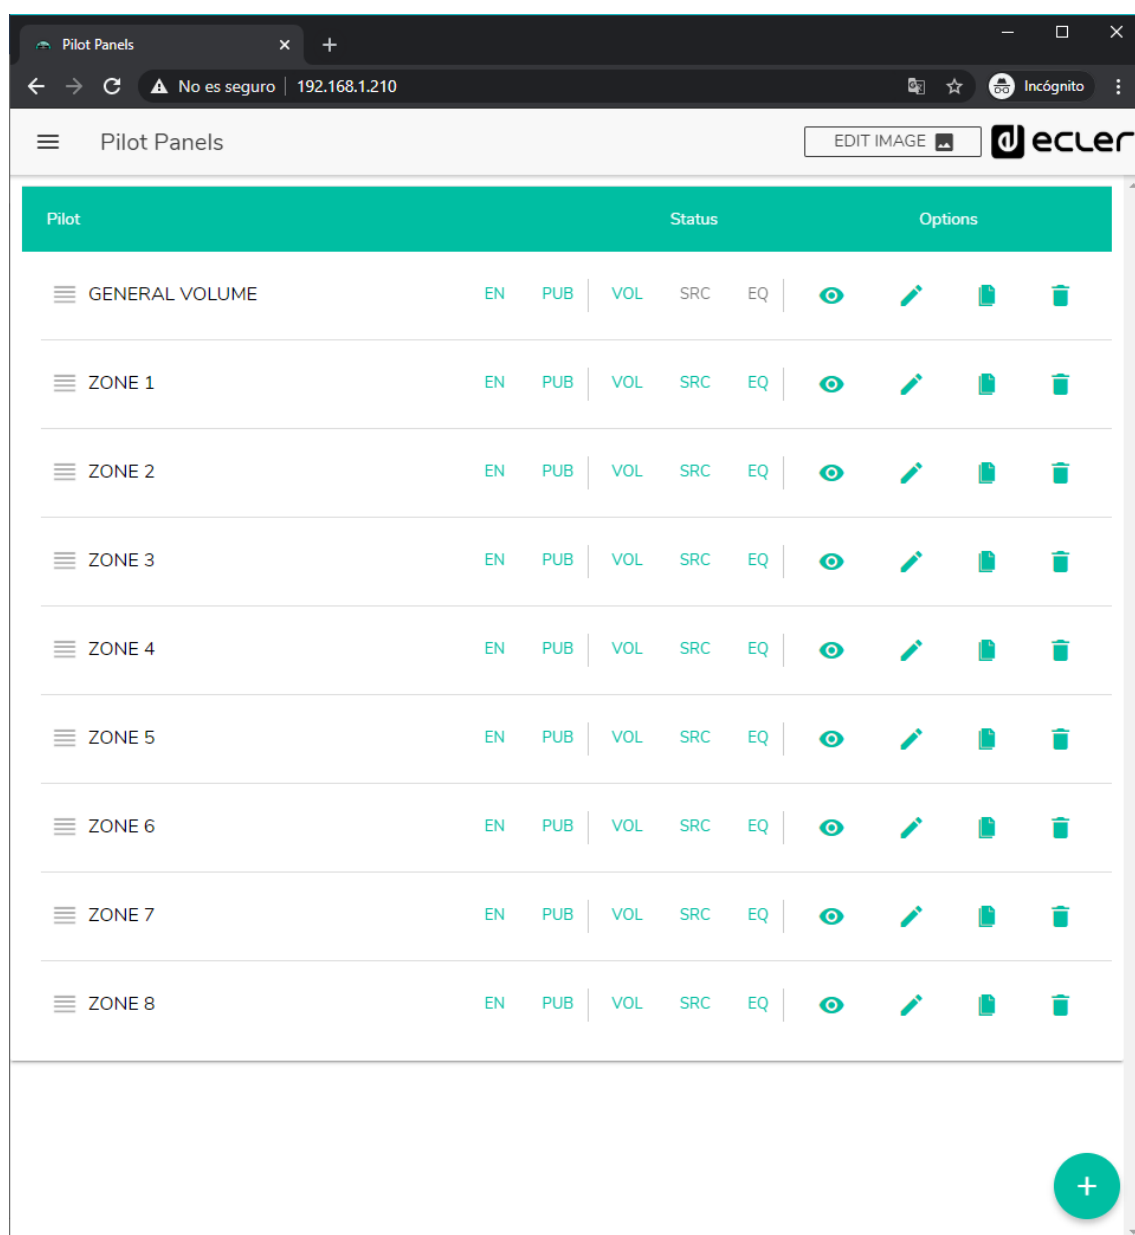 Pilot Panels
No es seguro | 192.168.1.210 Incógnito
Pilot Panels EDIT IMAGE ecler
Pilot Status Options
GENERAL VOLUME EN PUB VOL SRC EQ
ZONE 1 EN PUB VOL SRC EQ
ZONE 2 EN PUB VOL SRC EQ
ZONE 3 EN PUB VOL SRC EQ
ZONE 4 EN PUB VOL SRC EQ
ZONE 5 EN PUB VOL SRC EQ
ZONE 6 EN PUB VOL SRC EQ
ZONE 7 EN PUB VOL SRC EQ
ZONE 8 EN PUB VOL SRC EQ